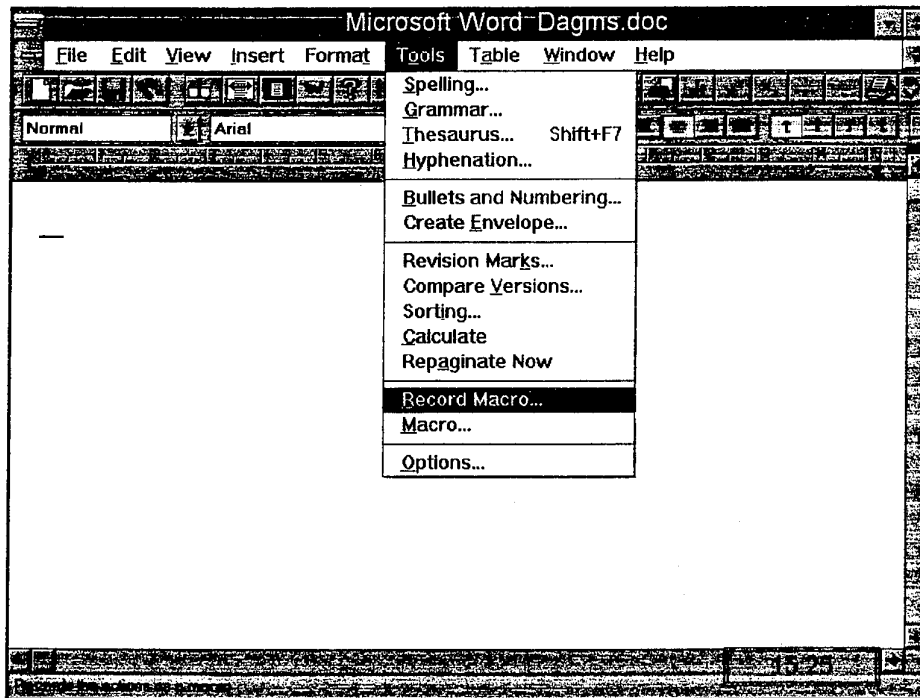 Microsoft Word Dagms.doc
File Edit View Insert Format Tools Table Window Help
Normal Arial
Spelling...
Grammar...
Thesaurus... Shift+F7
Hyphenation...
Bullets and Numbering...
Create Envelope...
Revision Marks...
Compare Versions...
Sorting...
Calculate
Repaginate Now
Record Macro...
Macro...
Options...